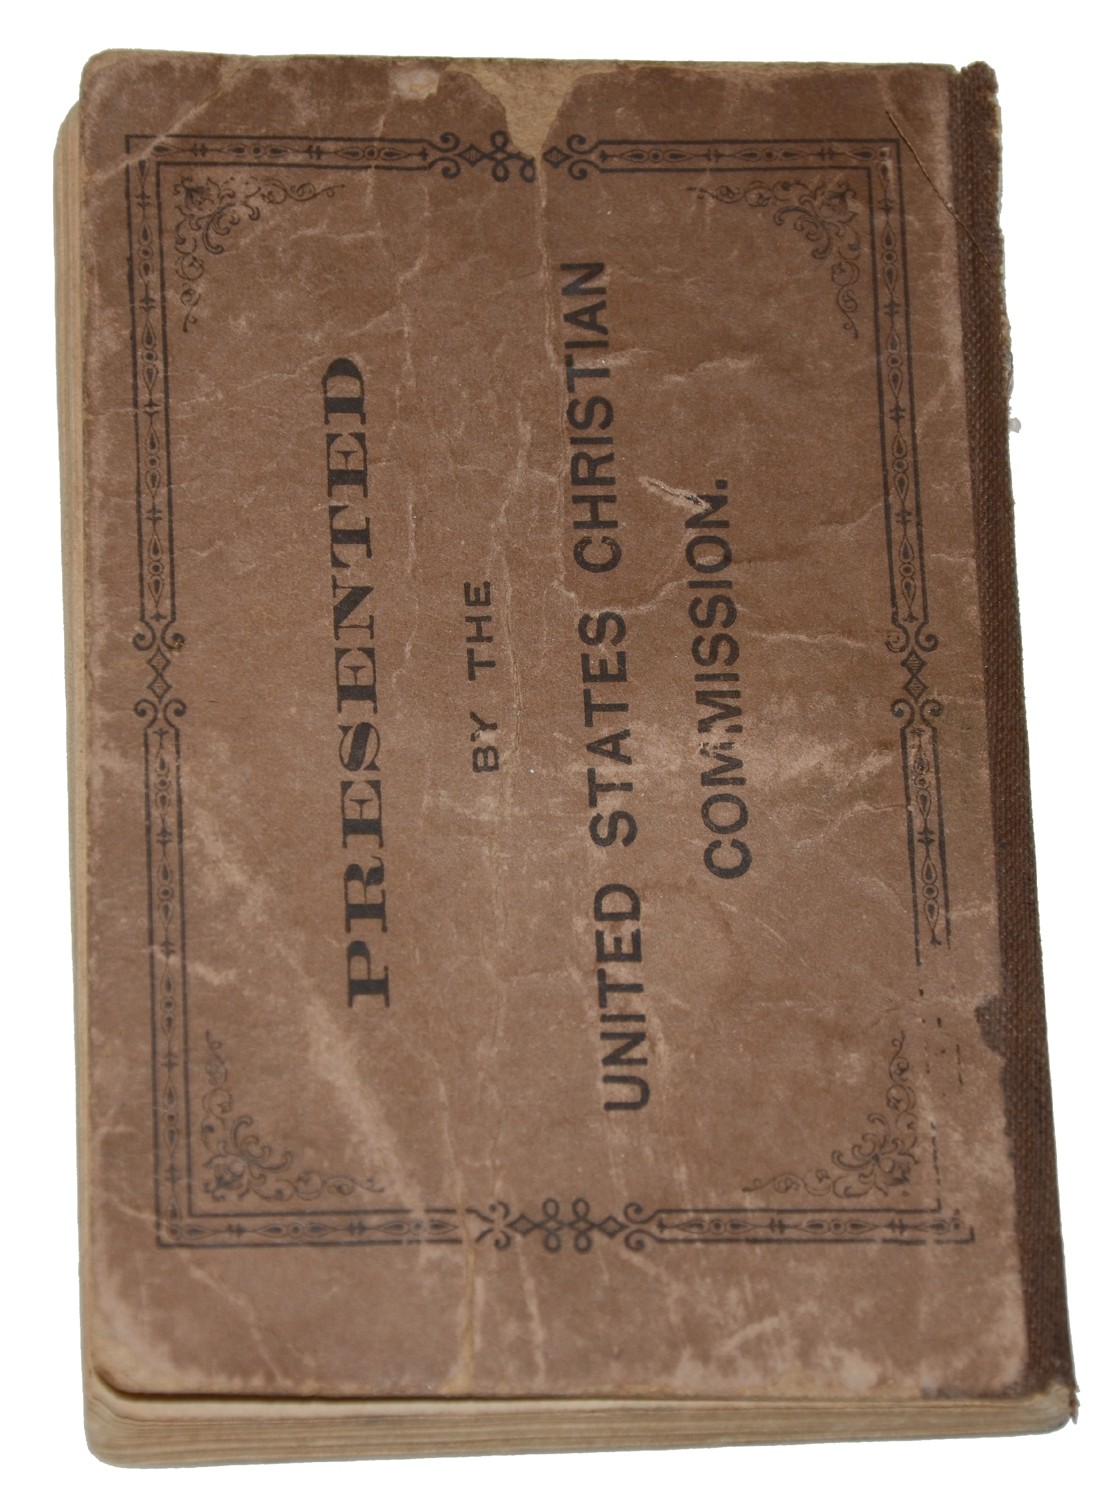 PRESENTED
BY THE
UNITED STATES CHRISTIAN
COMMISSION.